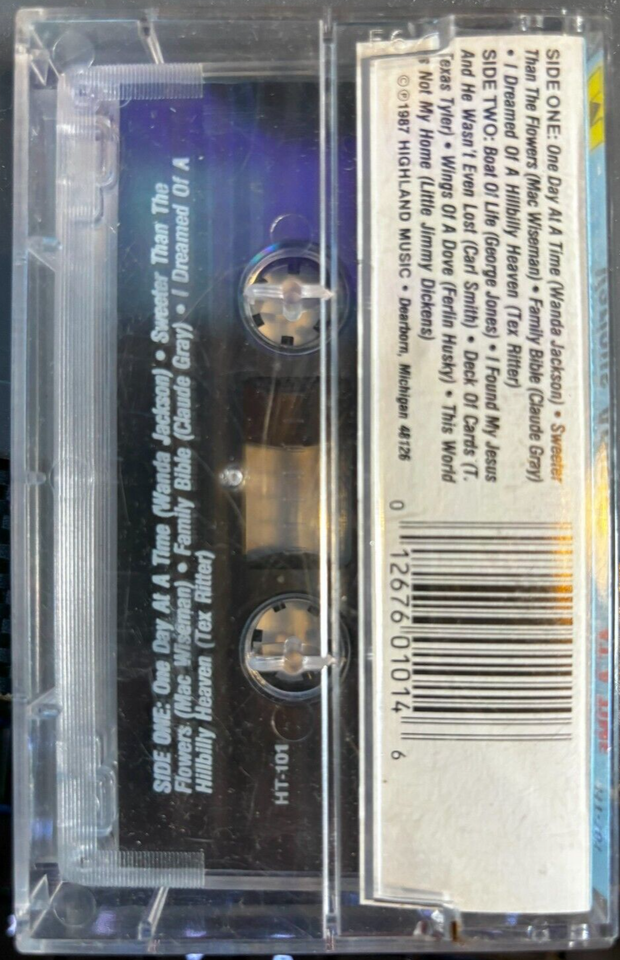 SIDE ONE: One Day At A Time (Wanda Jackson) • Sweeter
Than The Flowers (Mac Wiseman) • Family Bible (Claude Gray)
• I Dreamed Of A Hillbilly Heaven (Tex Ritter)
SIDE TWO: Boat Of Life (George Jones) • I Found My Jesus
And He Wasn't Even Lost (Carl Smith) • Deck Of Cards (T.
Texas Tyler) • Wings Of A Dove (Ferlin Husky) • This World
Is Not My Home (Little Jimmy Dickens)
©℗1987 HIGHLAND MUSIC • Dearborn, Michigan 48126
0 12676 01014 6
HT-101
SIDE ONE: One Day At A Time (Wanda Jackson) • Sweeter Than The
Flowers (Mac Wiseman) • Family Bible (Claude Gray) • I Dreamed Of A
Hillbilly Heaven (Tex Ritter)